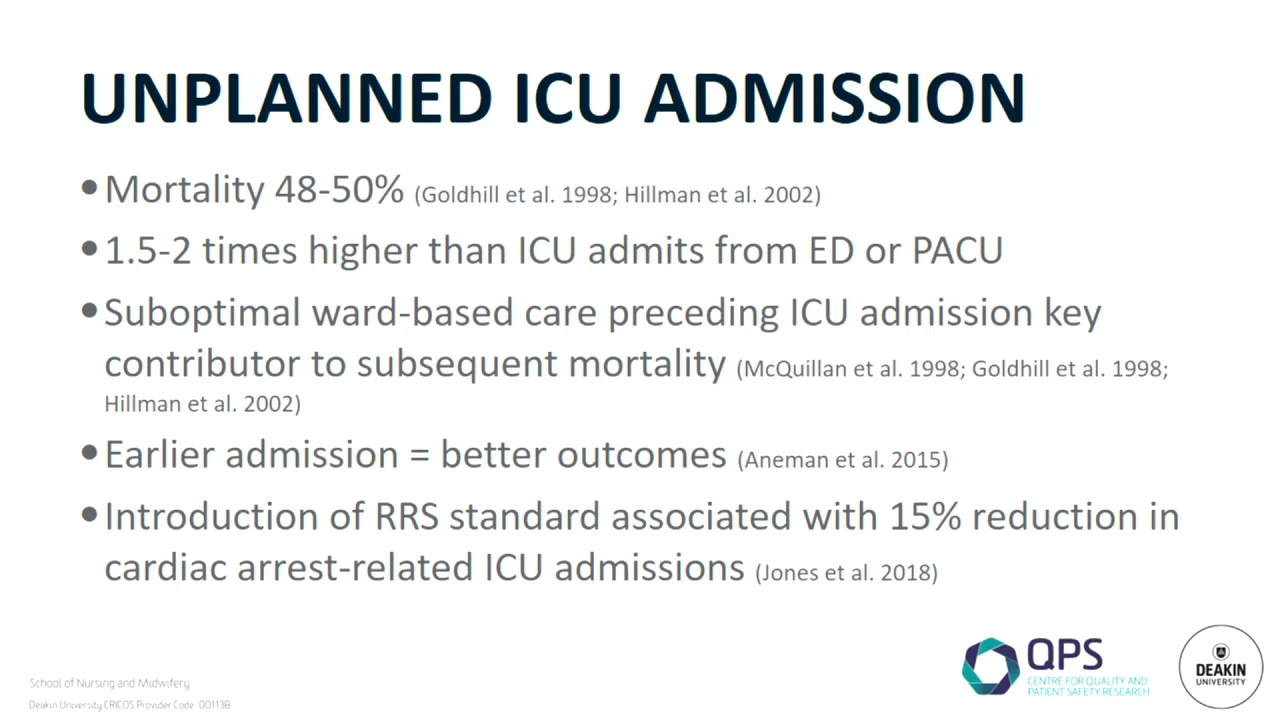 UNPLANNED ICU ADMISSION
• Mortality 48-50% (Goldhill et al. 1998; Hillman et al. 2002)
• 1.5-2 times higher than ICU admits from ED or PACU
• Suboptimal ward-based care preceding ICU admission key
contributor to subsequent mortality (McQuillan et al. 1998; Goldhill et al. 1998;
Hillman et al. 2002)
• Earlier admission = better outcomes (Aneman et al. 2015)
• Introduction of RRS standard associated with 15% reduction in
cardiac arrest-related ICU admissions (Jones et al. 2018)
School of Nursing and Midwifery
Deakin University CRICOS Provider Code: 00113B
QPS
CENTRE FOR QUALITY AND
PATIENT SAFETY RESEARCH
DEAKIN
UNIVERSITY